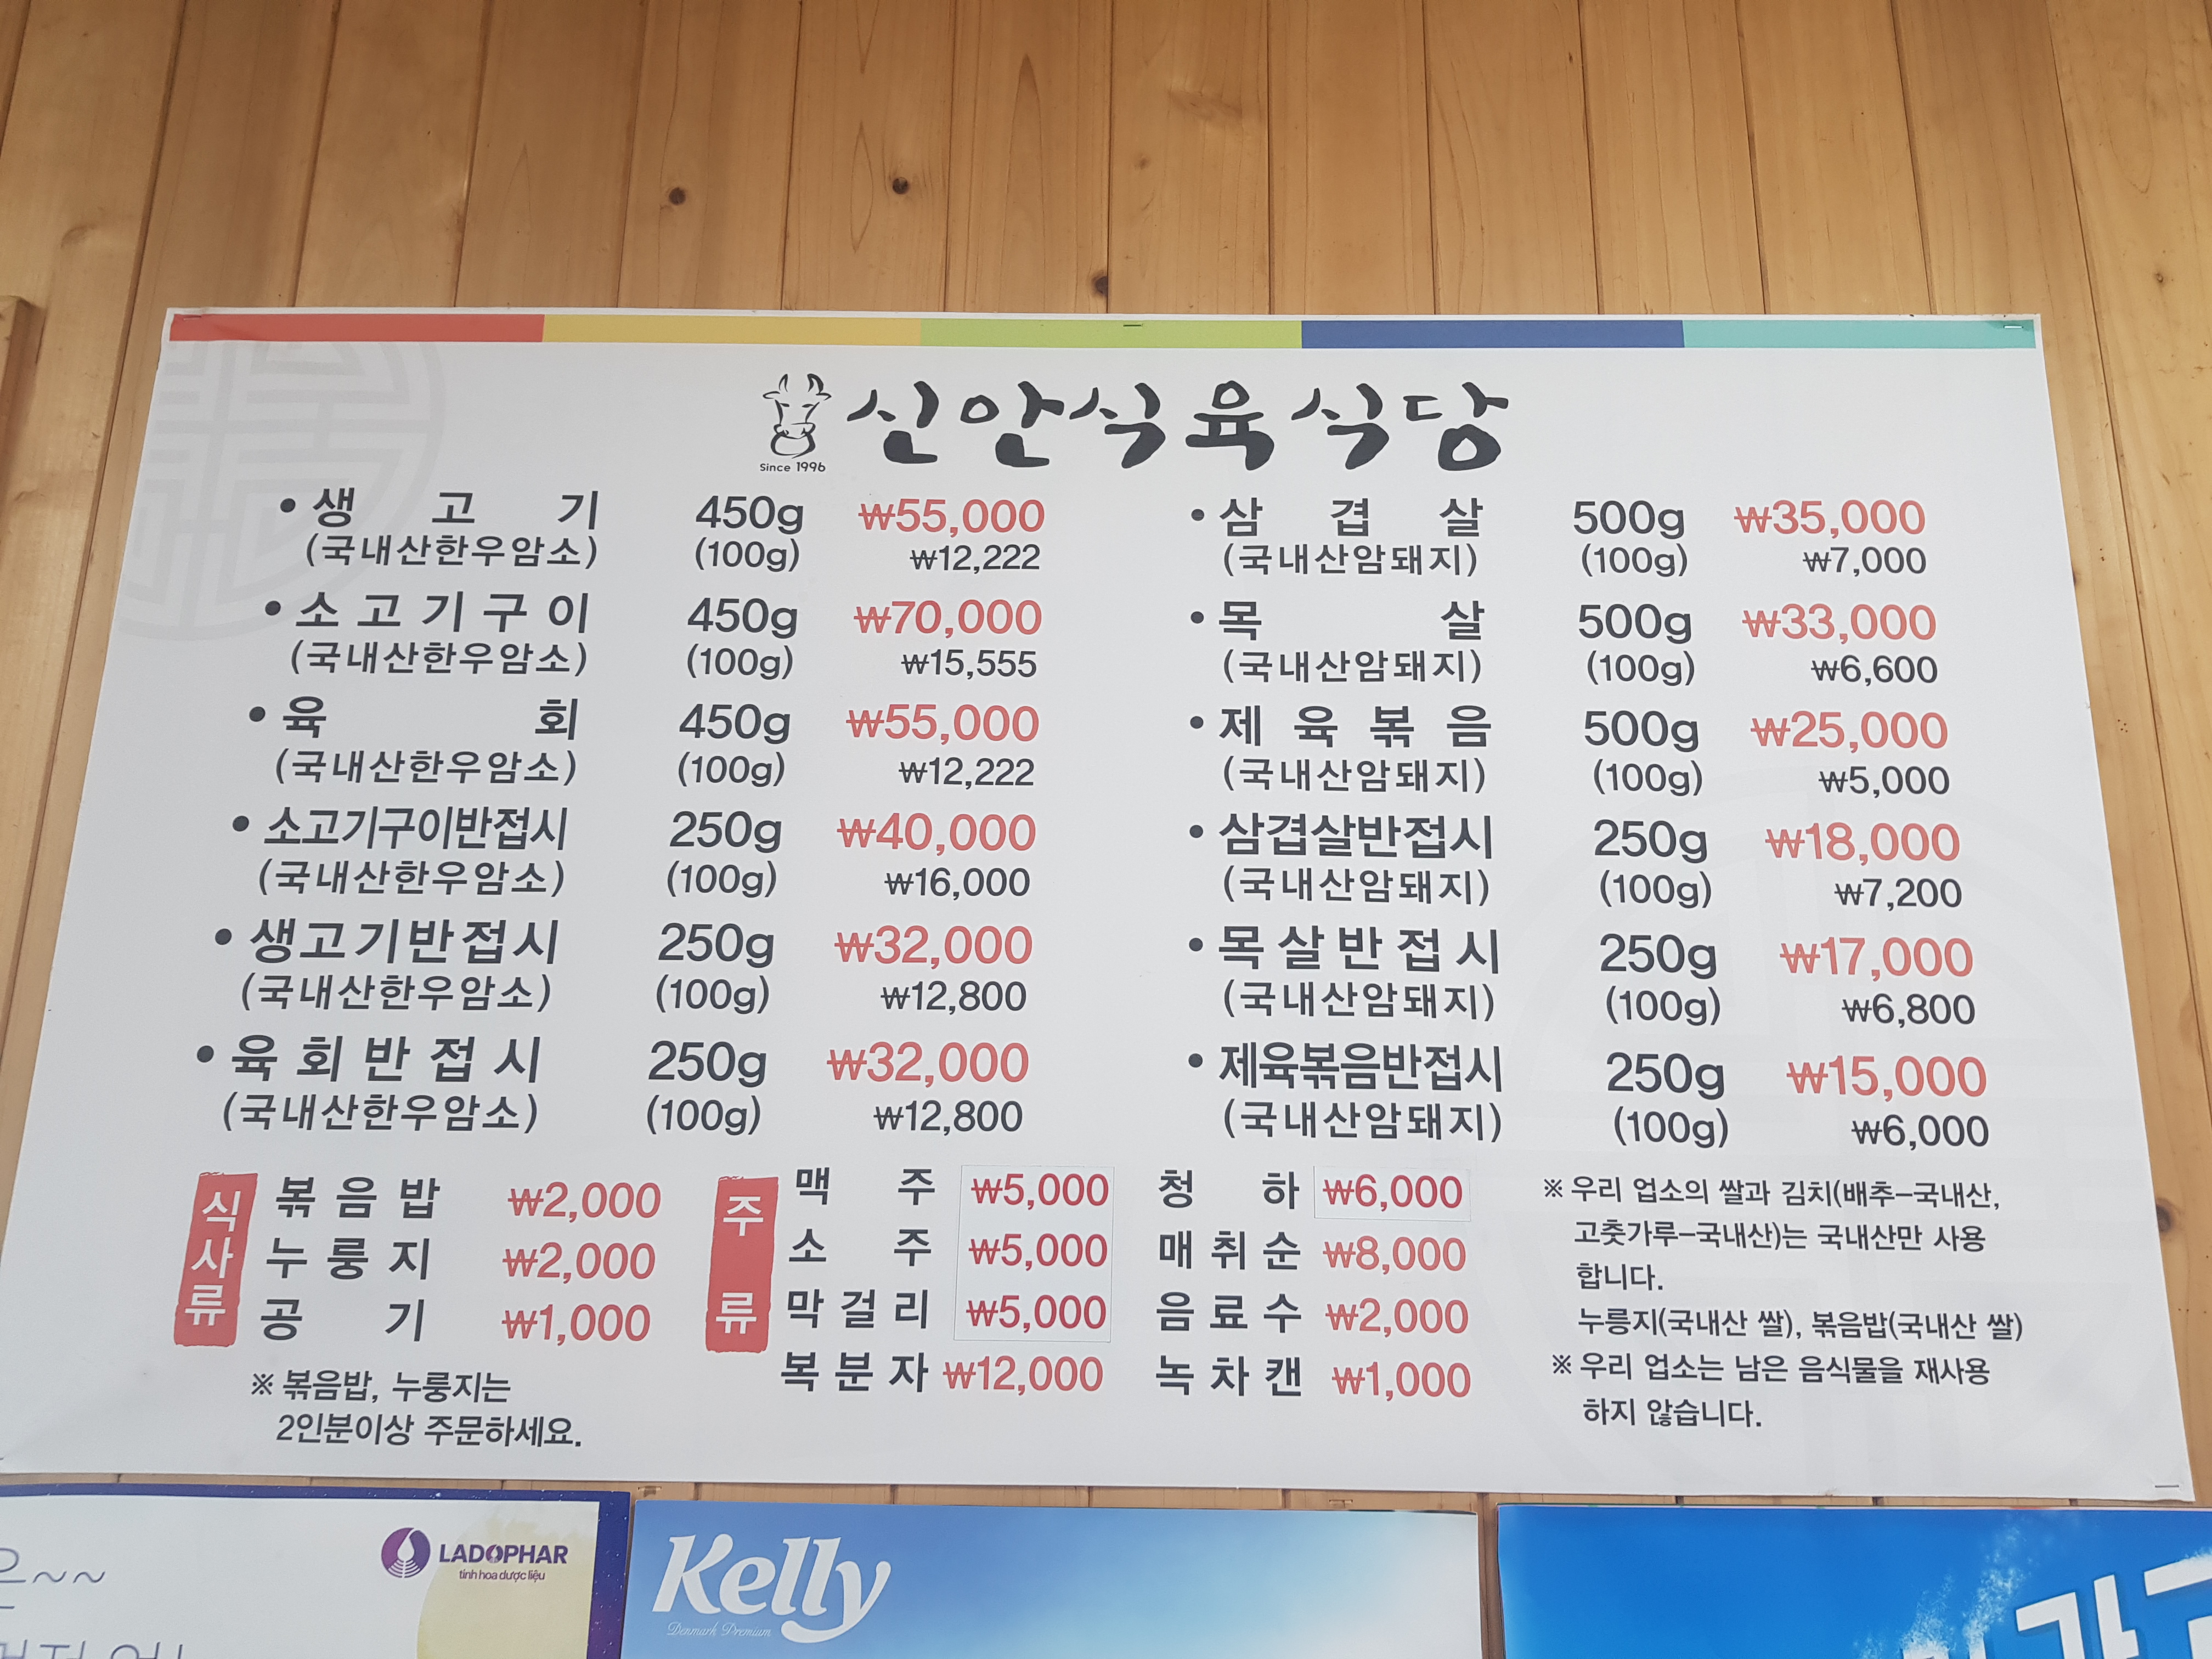 신안식육식당
Since 1996
• 생고기 450g ₩55,000
(국내산한우암소) (100g) ₩12,222
• 소고기구이 450g ₩70,000
(국내산한우암소) (100g) ₩15,555
• 육회 450g ₩55,000
(국내산한우암소) (100g) ₩12,222
• 소고기구이반접시 250g ₩40,000
(국내산한우암소) (100g) ₩16,000
• 생고기반접시 250g ₩32,000
(국내산한우암소) (100g) ₩12,800
• 육회반접시 250g ₩32,000
(국내산한우암소) (100g) ₩12,800
• 삼겹살 500g ₩35,000
(국내산암돼지) (100g) ₩7,000
• 목살 500g ₩33,000
(국내산암돼지) (100g) ₩6,600
• 제육볶음 500g ₩25,000
(국내산암돼지) (100g) ₩5,000
• 삼겹살반접시 250g ₩18,000
(국내산암돼지) (100g) ₩7,200
• 목살반접시 250g ₩17,000
(국내산암돼지) (100g) ₩6,800
• 제육볶음반접시 250g ₩15,000
(국내산암돼지) (100g) ₩6,000
식사류
볶음밥 ₩2,000
누룽지 ₩2,000
공기 ₩1,000
※ 볶음밥, 누룽지는
2인분이상 주문하세요.
주류
맥주 ₩5,000
소주 ₩5,000
막걸리 ₩5,000
복분자 ₩12,000
청하 ₩6,000
매취순 ₩8,000
음료수 ₩2,000
녹차캔 ₩1,000
※ 우리 업소의 쌀과 김치(배추-국내산,
고춧가루-국내산)는 국내산만 사용
합니다.
누릉지(국내산 쌀), 볶음밥(국내산 쌀)
※ 우리 업소는 남은 음식물을 재사용
하지 않습니다.
LADOPHAR
tinh hoa dược liệu
Kelly
Denmark Premium